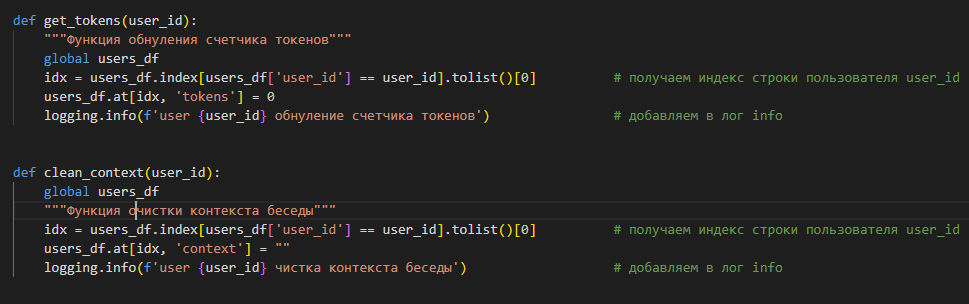 def get_tokens(user_id):
"""Функция обнуления счетчика токенов"""
global users_df
idx = users_df.index[users_df['user_id'] == user_id].tolist()[0] # получаем индекс строки пользователя user_id
users_df.at[idx, 'tokens'] = 0
logging.info(f'user {user_id} обнуление счетчика токенов') # добавляем в лог info
def clean_context(user_id):
global users_df
"""Функция очистки контекста беседы"""
idx = users_df.index[users_df['user_id'] == user_id].tolist()[0] # получаем индекс строки пользователя user_id
users_df.at[idx, 'context'] = ""
logging.info(f'user {user_id} чистка контекста беседы') # добавляем в лог info